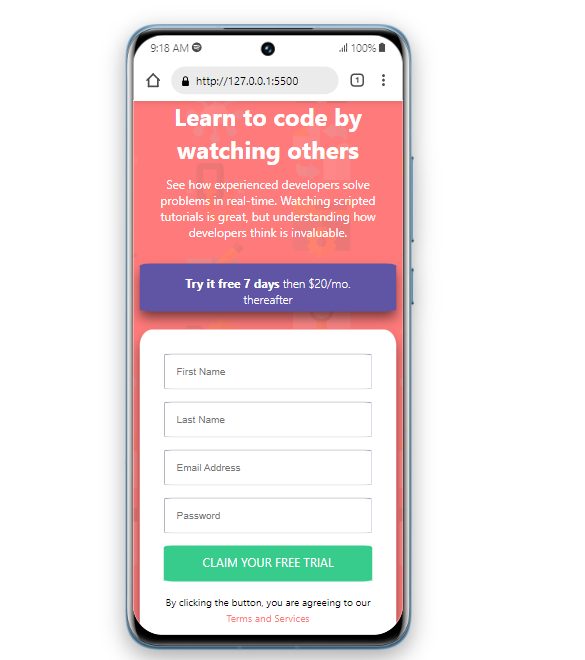 9:18 AM 100%
http://127.0.0.1:5500 1
Learn to code by
watching others
See how experienced developers solve
problems in real-time. Watching scripted
tutorials is great, but understanding how
developers think is invaluable.
Try it free 7 days then $20/mo.
thereafter
First Name
Last Name
Email Address
Password
CLAIM YOUR FREE TRIAL
By clicking the button, you are agreeing to our
Terms and Services